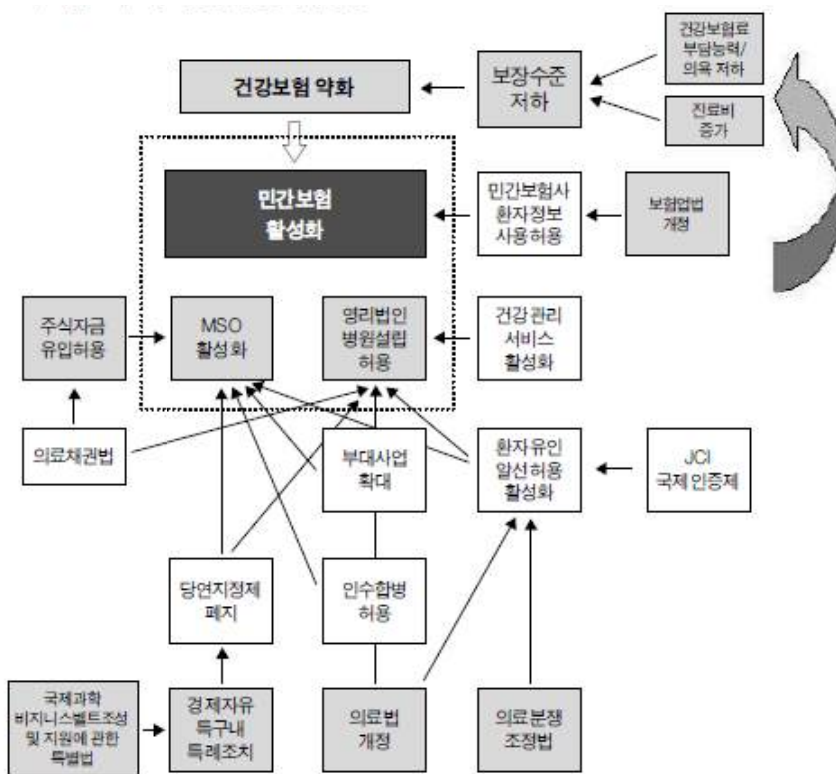 건강보험료
부담능력/
의욕 저하
건강보험 약화
보장수준
저하
진료비
증가
민간보험
활성화
민간보험사
환자정보
사용허용
보험업법
개정
주식자금
유입허용
MSO
활성화
영리법인
병원설립
허용
건강관리
서비스
활성화
의료채권법
부대사업
확대
환자유인
알선허용
활성화
JCI
국제인증제
당연지정제
폐지
인수합병
허용
국제과학
비지니스벨트조성
및 지원에 관한
특별법
경제자유
특구내
특례조치
의료법
개정
의료분쟁
조정법